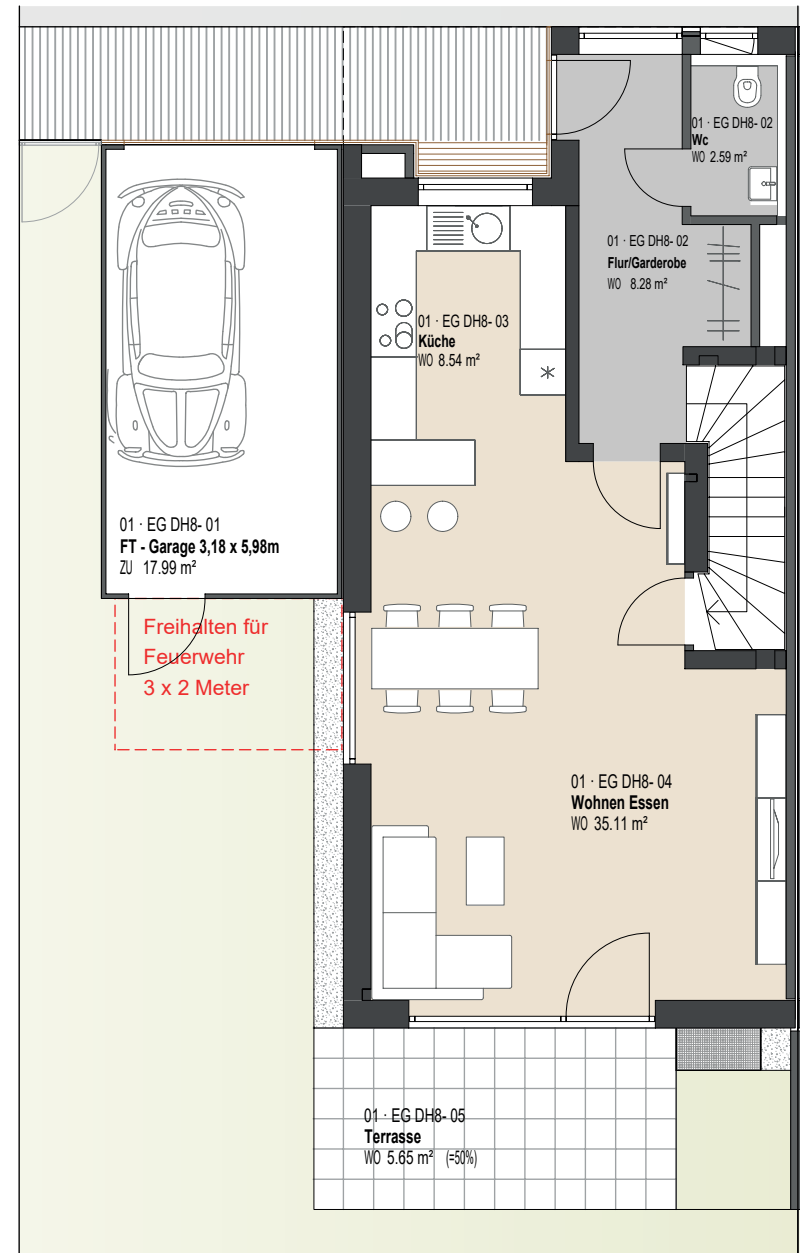 01 · EG DH8- 02
Wc
WO 2.59 m²
01 · EG DH8- 02
Flur/Garderobe
WO 8.28 m²
01 · EG DH8- 03
Küche
WO 8.54 m²
01 · EG DH8- 01
FT - Garage 3,18 x 5,98m
ZU 17.99 m²
Freihalten für
Feuerwehr
3 x 2 Meter
01 · EG DH8- 04
Wohnen Essen
WO 35.11 m²
01 · EG DH8- 05
Terrasse
WO 5.65 m² (=50%)